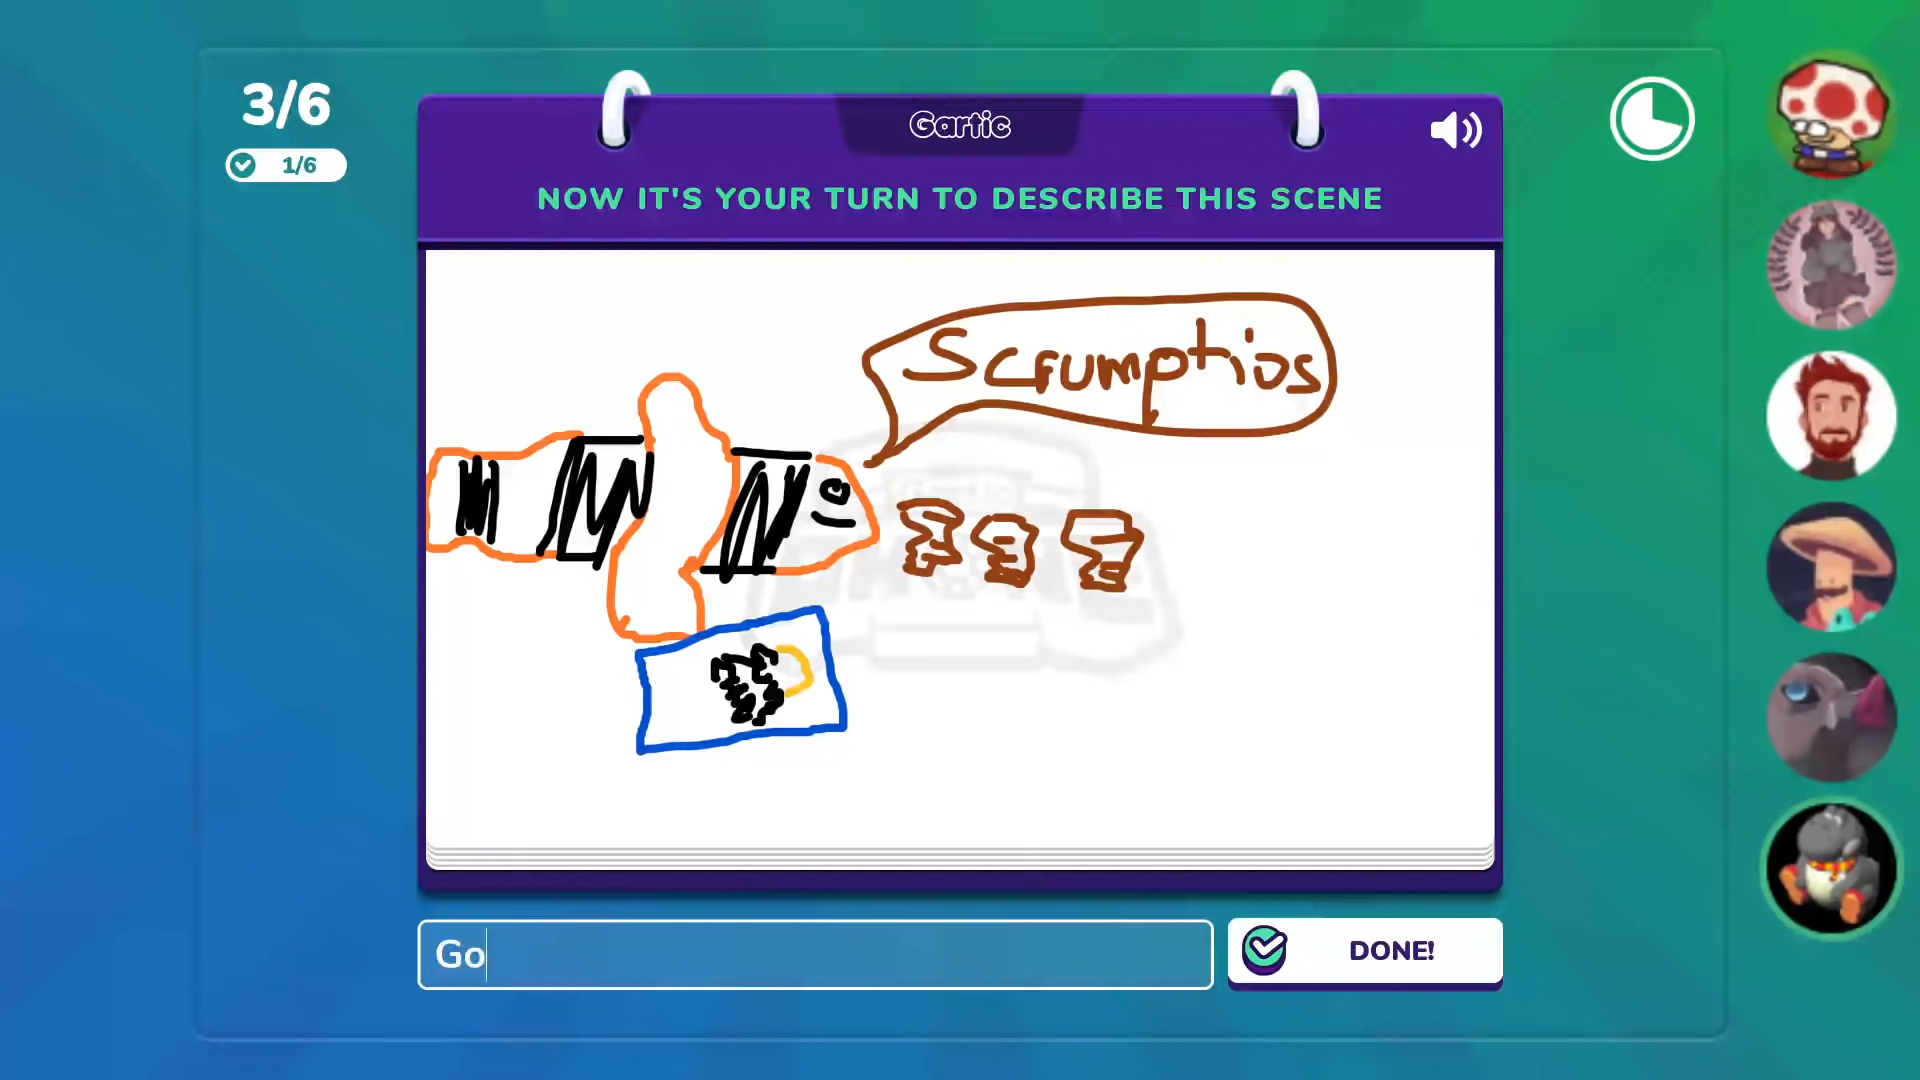 3/6
1/6
Gartic
NOW IT'S YOUR TURN TO DESCRIBE THIS SCENE
Scrumptios
Go
DONE!